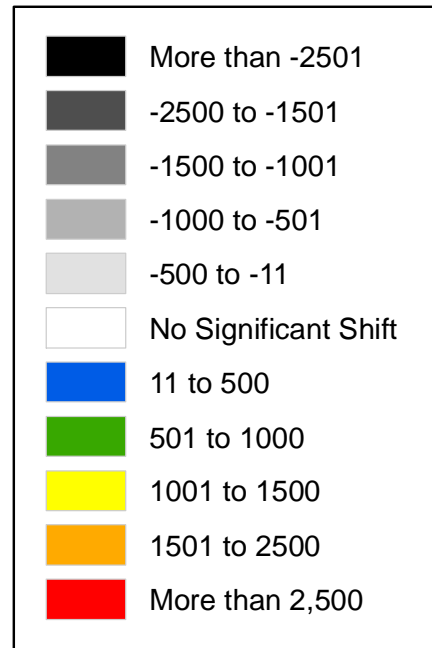 More than -2501
-2500 to -1501
-1500 to -1001
-1000 to -501
-500 to -11
No Significant Shift
11 to 500
501 to 1000
1001 to 1500
1501 to 2500
More than 2,500